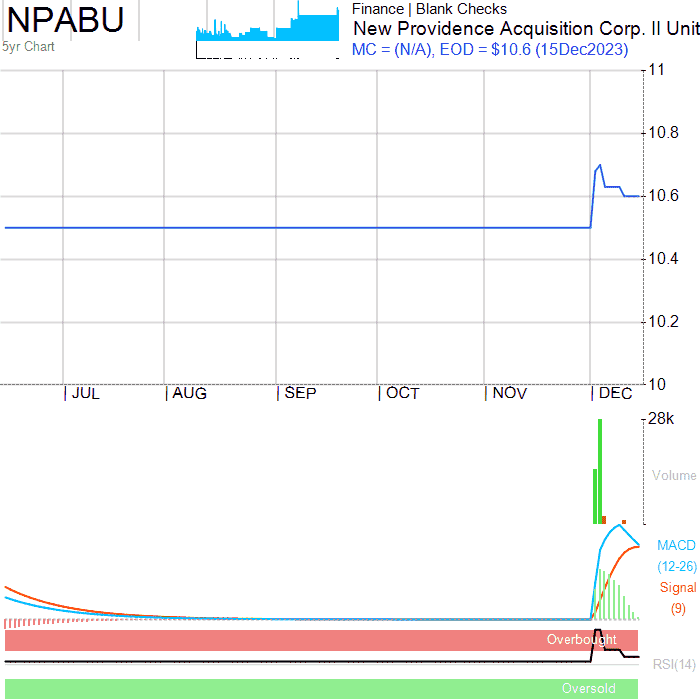 NPABU
5yr Chart
Finance | Blank Checks
New Providence Acquisition Corp. II Unit
MC = (N/A), EOD = $10.6 (15Dec2023)
11
10.8
10.6
10.4
10.2
10
JUL AUG SEP OCT NOV DEC
28k
Volume
MACD
(12-26)
Signal
(9)
Overbought
RSI(14)
Oversold